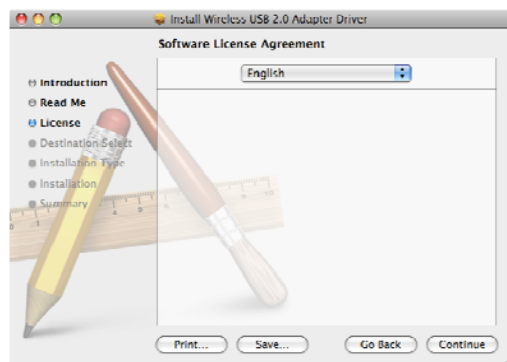 Install Wireless USB 2.0 Adapter Driver
Software License Agreement
English
Introduction
Read Me
License
Destination Select
Installation Type
Installation
Summary
Print...
Save...
Go Back
Continue